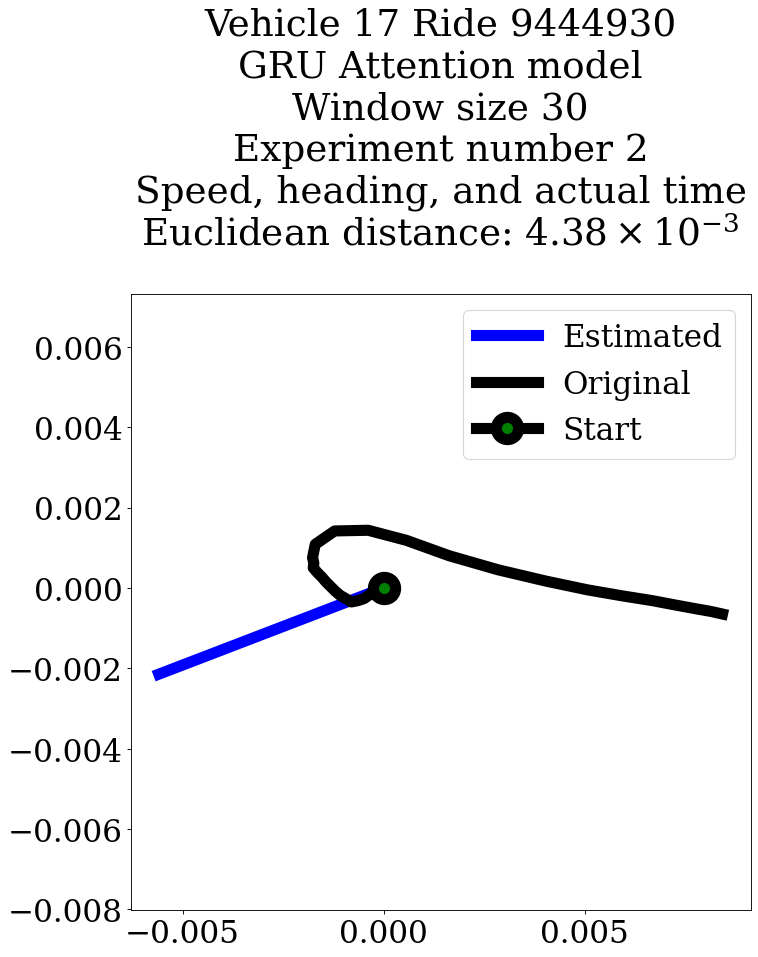 Vehicle 17 Ride 9444930
GRU Attention model
Window size 30
Experiment number 2
Speed, heading, and actual time
Euclidean distance: 4.38 × 10⁻³
Estimated
Original
Start
0.006
0.004
0.002
0.000
−0.002
−0.004
−0.006
−0.008
−0.005 0.000 0.005